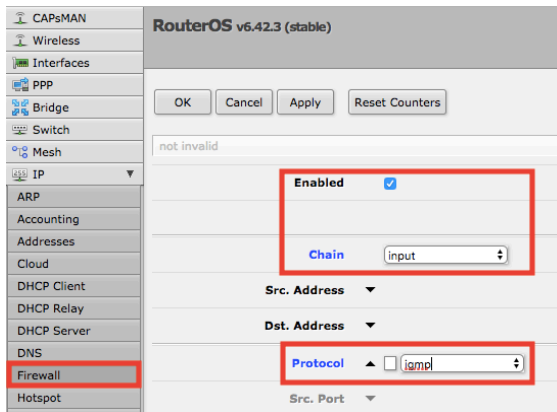 CAPsMAN
Wireless
Interfaces
PPP
Bridge
Switch
Mesh
IP
ARP
Accounting
Addresses
Cloud
DHCP Client
DHCP Relay
DHCP Server
DNS
Firewall
Hotspot
RouterOS v6.42.3 (stable)
OK Cancel Apply Reset Counters
not invalid
Enabled
Chain input
Src. Address
Dst. Address
Protocol igmp
Src. Port